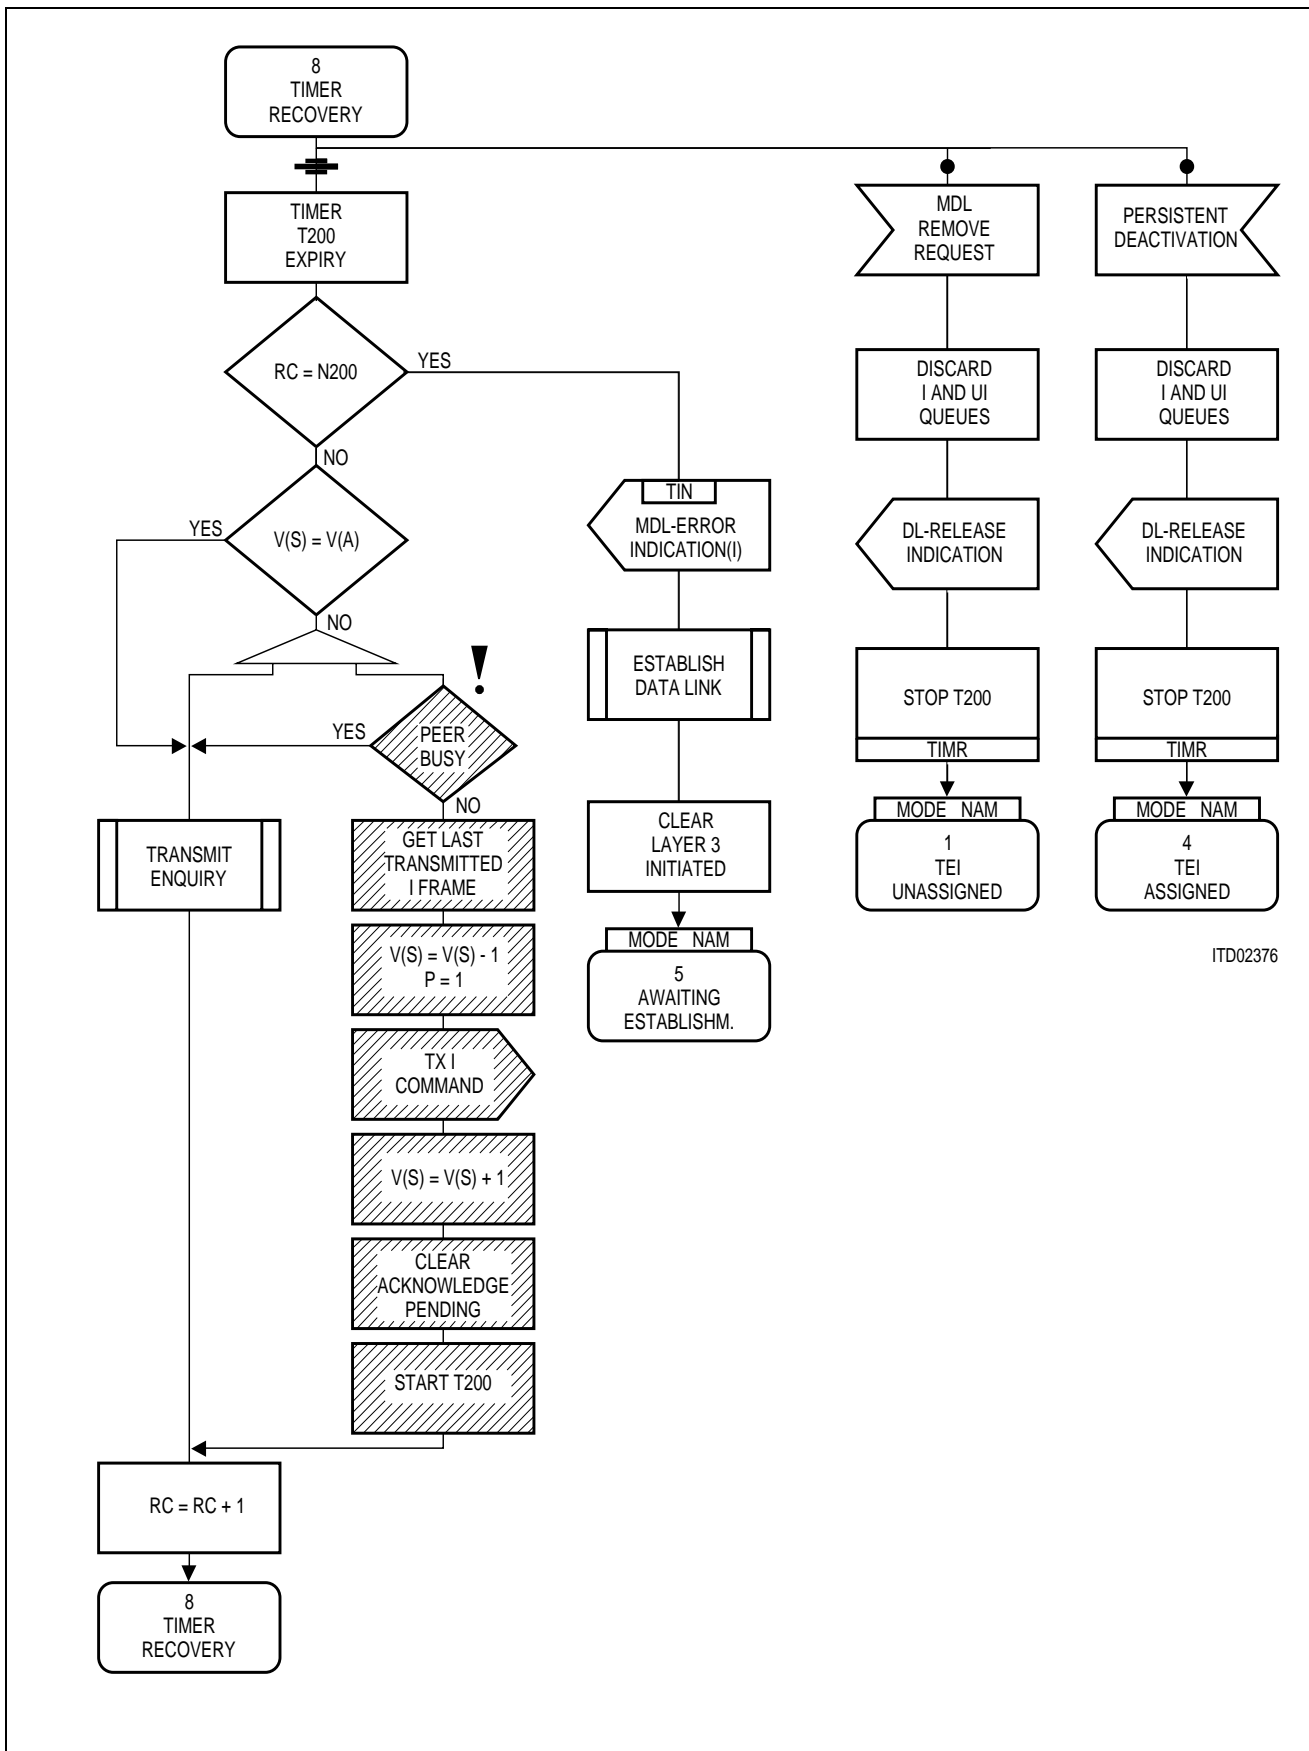 8
TIMER
RECOVERY
TIMER
T200
EXPIRY
RC = N200
YES
NO
V(S) = V(A)
YES
NO
!
PEER
BUSY
YES
NO
TRANSMIT
ENQUIRY
GET LAST
TRANSMITTED
I FRAME
V(S) = V(S) - 1
P = 1
TX I
COMMAND
V(S) = V(S) + 1
CLEAR
ACKNOWLEDGE
PENDING
START T200
RC = RC + 1
8
TIMER
RECOVERY
TIN
MDL-ERROR
INDICATION(I)
ESTABLISH
DATA LINK
CLEAR
LAYER 3
INITIATED
MODE NAM
5
AWAITING
ESTABLISHM.
MDL
REMOVE
REQUEST
DISCARD
I AND UI
QUEUES
DL-RELEASE
INDICATION
STOP T200
TIMR
MODE NAM
1
TEI
UNASSIGNED
PERSISTENT
DEACTIVATION
DISCARD
I AND UI
QUEUES
DL-RELEASE
INDICATION
STOP T200
TIMR
MODE NAM
4
TEI
ASSIGNED
ITD02376